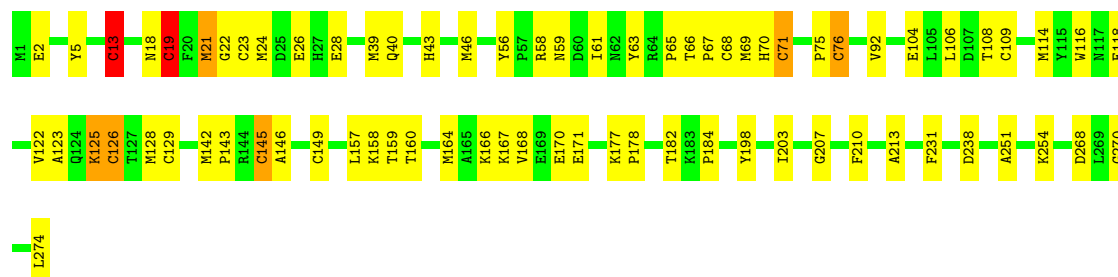 M1 E2 Y5 C13 N18 C19 F20 M21 G22 C23 M24 D25 E26 H27 E28 M39 Q40 H43 M46 Y56 P57 R58 N59 D60 I61 N62 Y63 R64 P65 T66 P67 C68 M69 H70 C71 P75 C76 V92 E104 L105 L106 D107 T108 C109 M114 Y115 W116 N117
V122 A123 Q124 K125 C126 T127 M128 C129 M142 P143 R144 C145 A146 C149 L157 K158 T159 T160 M164 A165 K166 K167 V168 E169 E170 E171 K177 P178 T182 K183 P184 Y198 I203 G207 F210 A213 F231 D238 A251 K254 D268 L269
L274